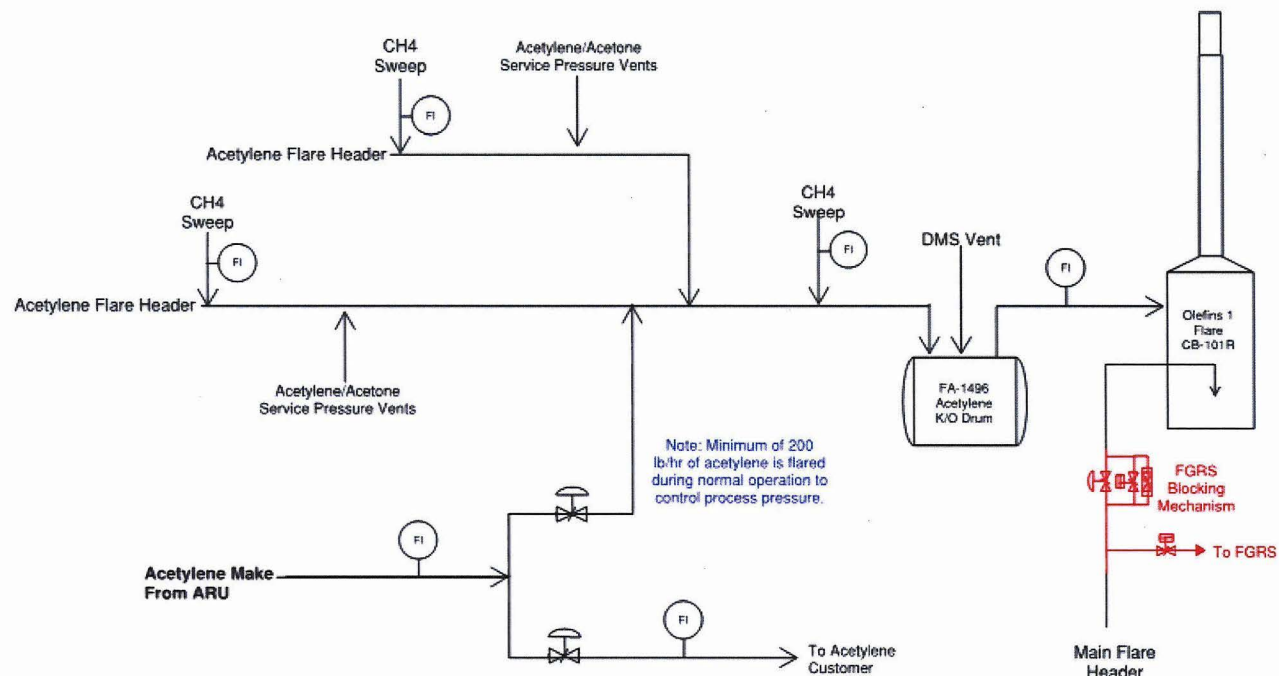 CH4
Sweep
FI
Acetylene/Acetone
Service Pressure Vents
Acetylene Flare Header
CH4
Sweep
FI
CH4
Sweep
FI
DMS Vent
FI
Acetylene Flare Header
Olefins 1
Flare
CB-101R
Acetylene/Acetone
Service Pressure Vents
FA-1496
Acetylene
K/O Drum
Note: Minimum of 200
lb/hr of acetylene is flared
during normal operation to
control process pressure.
FGRS
Blocking
Mechanism
To FGRS
FI
Acetylene Make
From ARU
FI
To Acetylene
Customer
Main Flare
Header